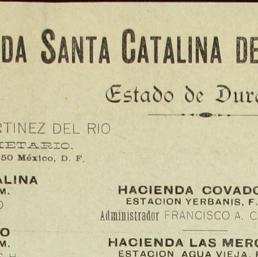 DA SANTA CATALINA DE
Estado de Dura
RTINEZ DEL RIO
IETARIO.
50 México, D. F.
ALINA
M.
O
HACIENDA COVADO
ESTACION YERBANIS, F.
Administrador FRANCISCO A. C
O
M.
HACIENDA LAS MERC
ESTACION AGUA VIEJA, F